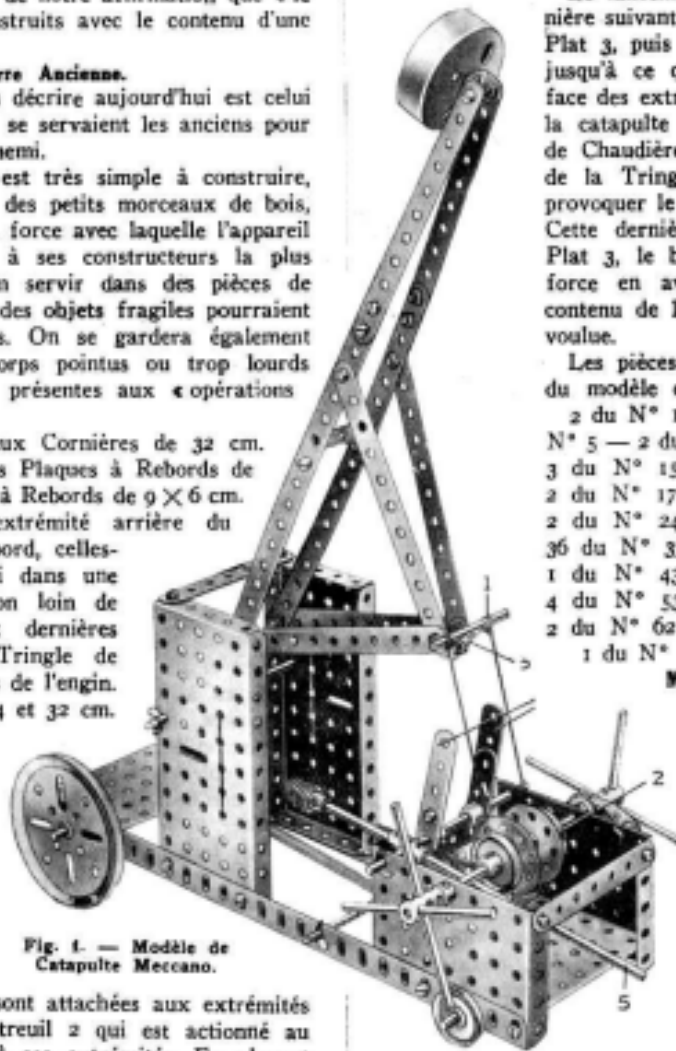 de notre
struits avec le contenu d'une
rre Ancienne.
décrire aujourd'hui est celui
se servaient les anciens pour
nemi.
est très simple à construire,
des petits morceaux de bois,
force avec laquelle l'appareil
à ses constructeurs la plus
n servir dans des pièces de
des objets fragiles pourraient
s. On se gardera également
orps pointus ou trop lourds
présentes aux « opérations
ux Cornières de 32 cm.
s Plaques à Rebords de
à Rebords de 9 × 6 cm.
extrémité arrière du
bord, celles-
i dans une
on loin de
dernières
Tringle de
s de l'engin.
4 et 32 cm.
Fig. 1. — Modèle de
Catapulte Meccano.
sont attachées aux extrémités
treuil 2 qui est actionné au
1
2
5
nière suivant
Plat 3, puis
jusqu'à ce q
face des extr
la catapulte
de Chaudière
de la Tring
provoquer le
Cette derniè
Plat 3, le b
force en av
contenu de l
voulue.
Les pièces
du modèle d
2 du N° 1
N° 5 — 2 du
3 du N° 15
2 du N° 17
2 du N° 24
36 du N° 3
1 du N° 43
4 du N° 53
2 du N° 62
1 du N°